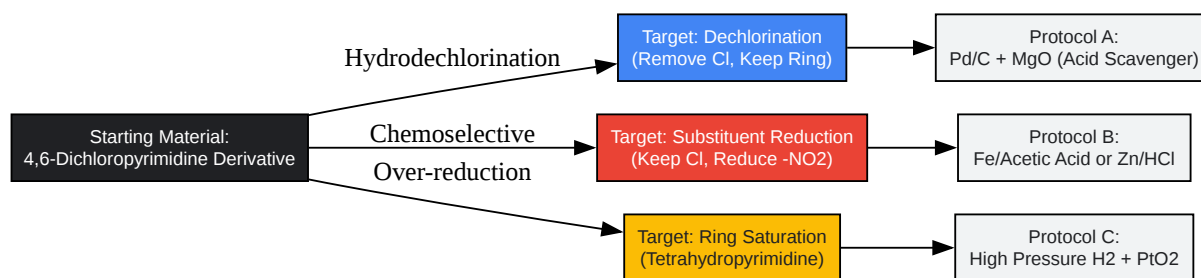 Starting Material:
4,6-Dichloropyrimidine Derivative
Hydrodechlorination
Target: Dechlorination
(Remove Cl, Keep Ring)
Protocol A:
Pd/C + MgO (Acid Scavenger)
Chemoselective
Target: Substituent Reduction
(Keep Cl, Reduce -NO2)
Protocol B:
Fe/Acetic Acid or Zn/HCl
Over-reduction
Target: Ring Saturation
(Tetrahydropyrimidine)
Protocol C:
High Pressure H2 + PtO2